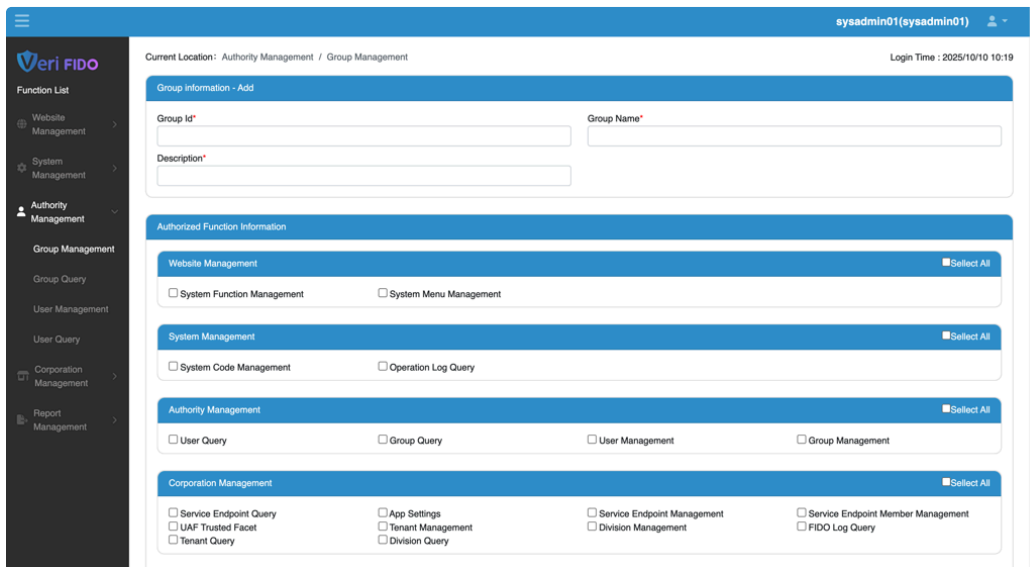 sysadmin01(sysadmin01)
Veri FIDO
Function List
Website
Management
System
Management
Authority
Management
Group Management
Group Query
User Management
User Query
Corporation
Management
Report
Management
Current Location：Authority Management / Group Management
Login Time : 2025/10/10 10:19
Group information - Add
Group Id*
Group Name*
Description*
Authorized Function Information
Website Management
Sellect All
System Function Management
System Menu Management
System Management
Sellect All
System Code Management
Operation Log Query
Authority Management
Sellect All
User Query
Group Query
User Management
Group Management
Corporation Management
Sellect All
Service Endpoint Query
App Settings
Service Endpoint Management
Service Endpoint Member Management
UAF Trusted Facet
Tenant Management
Division Management
FIDO Log Query
Tenant Query
Division Query